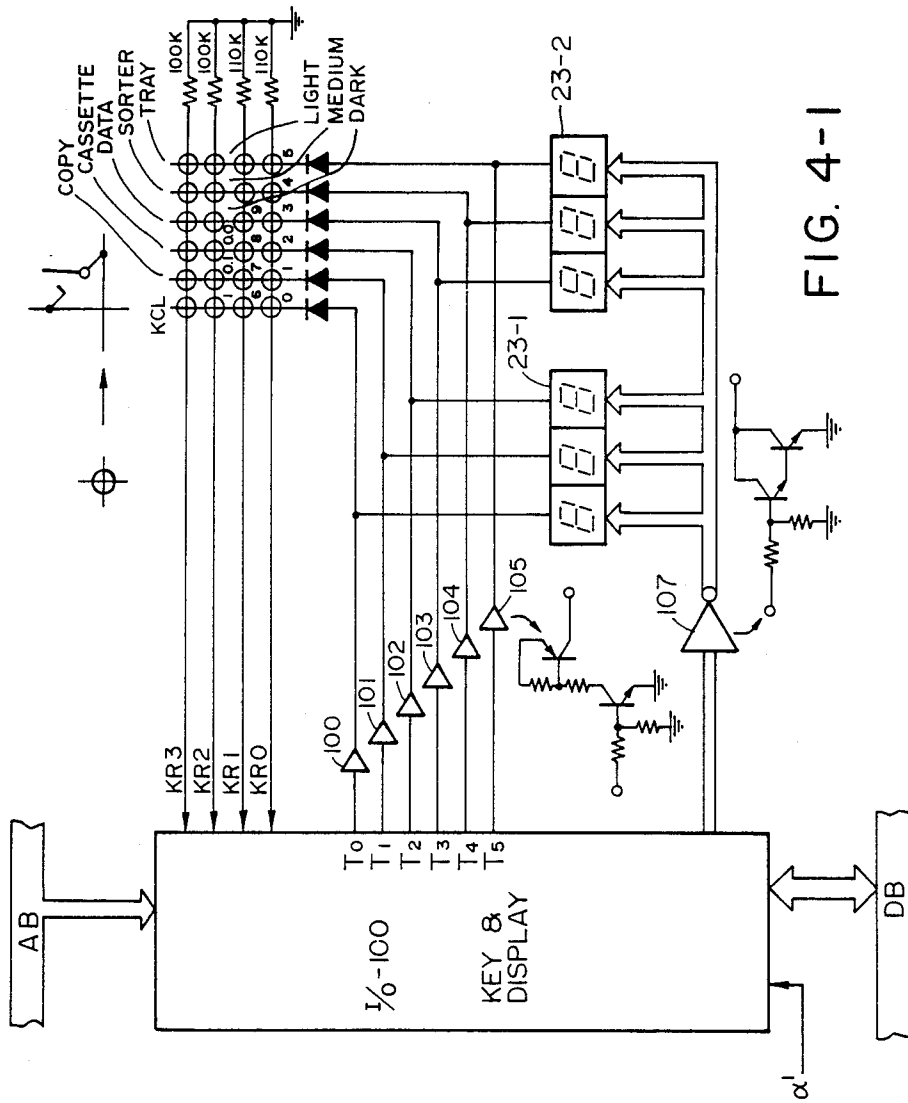 COPY
CASSETTE
DATA
SORTER
TRAY
AB
KCL
100K
100K
110K
110K
KR3
KR2
KR1
KR0
1 0.1 0.0
6 7 8 9
0 1 2 3 4 5
LIGHT
MEDIUM
DARK
I/O-100
KEY &
DISPLAY
T0
T1
T2
T3
T4
T5
100
101
102
103
104
105
23-1
23-2
107
α'
DB
FIG. 4-1